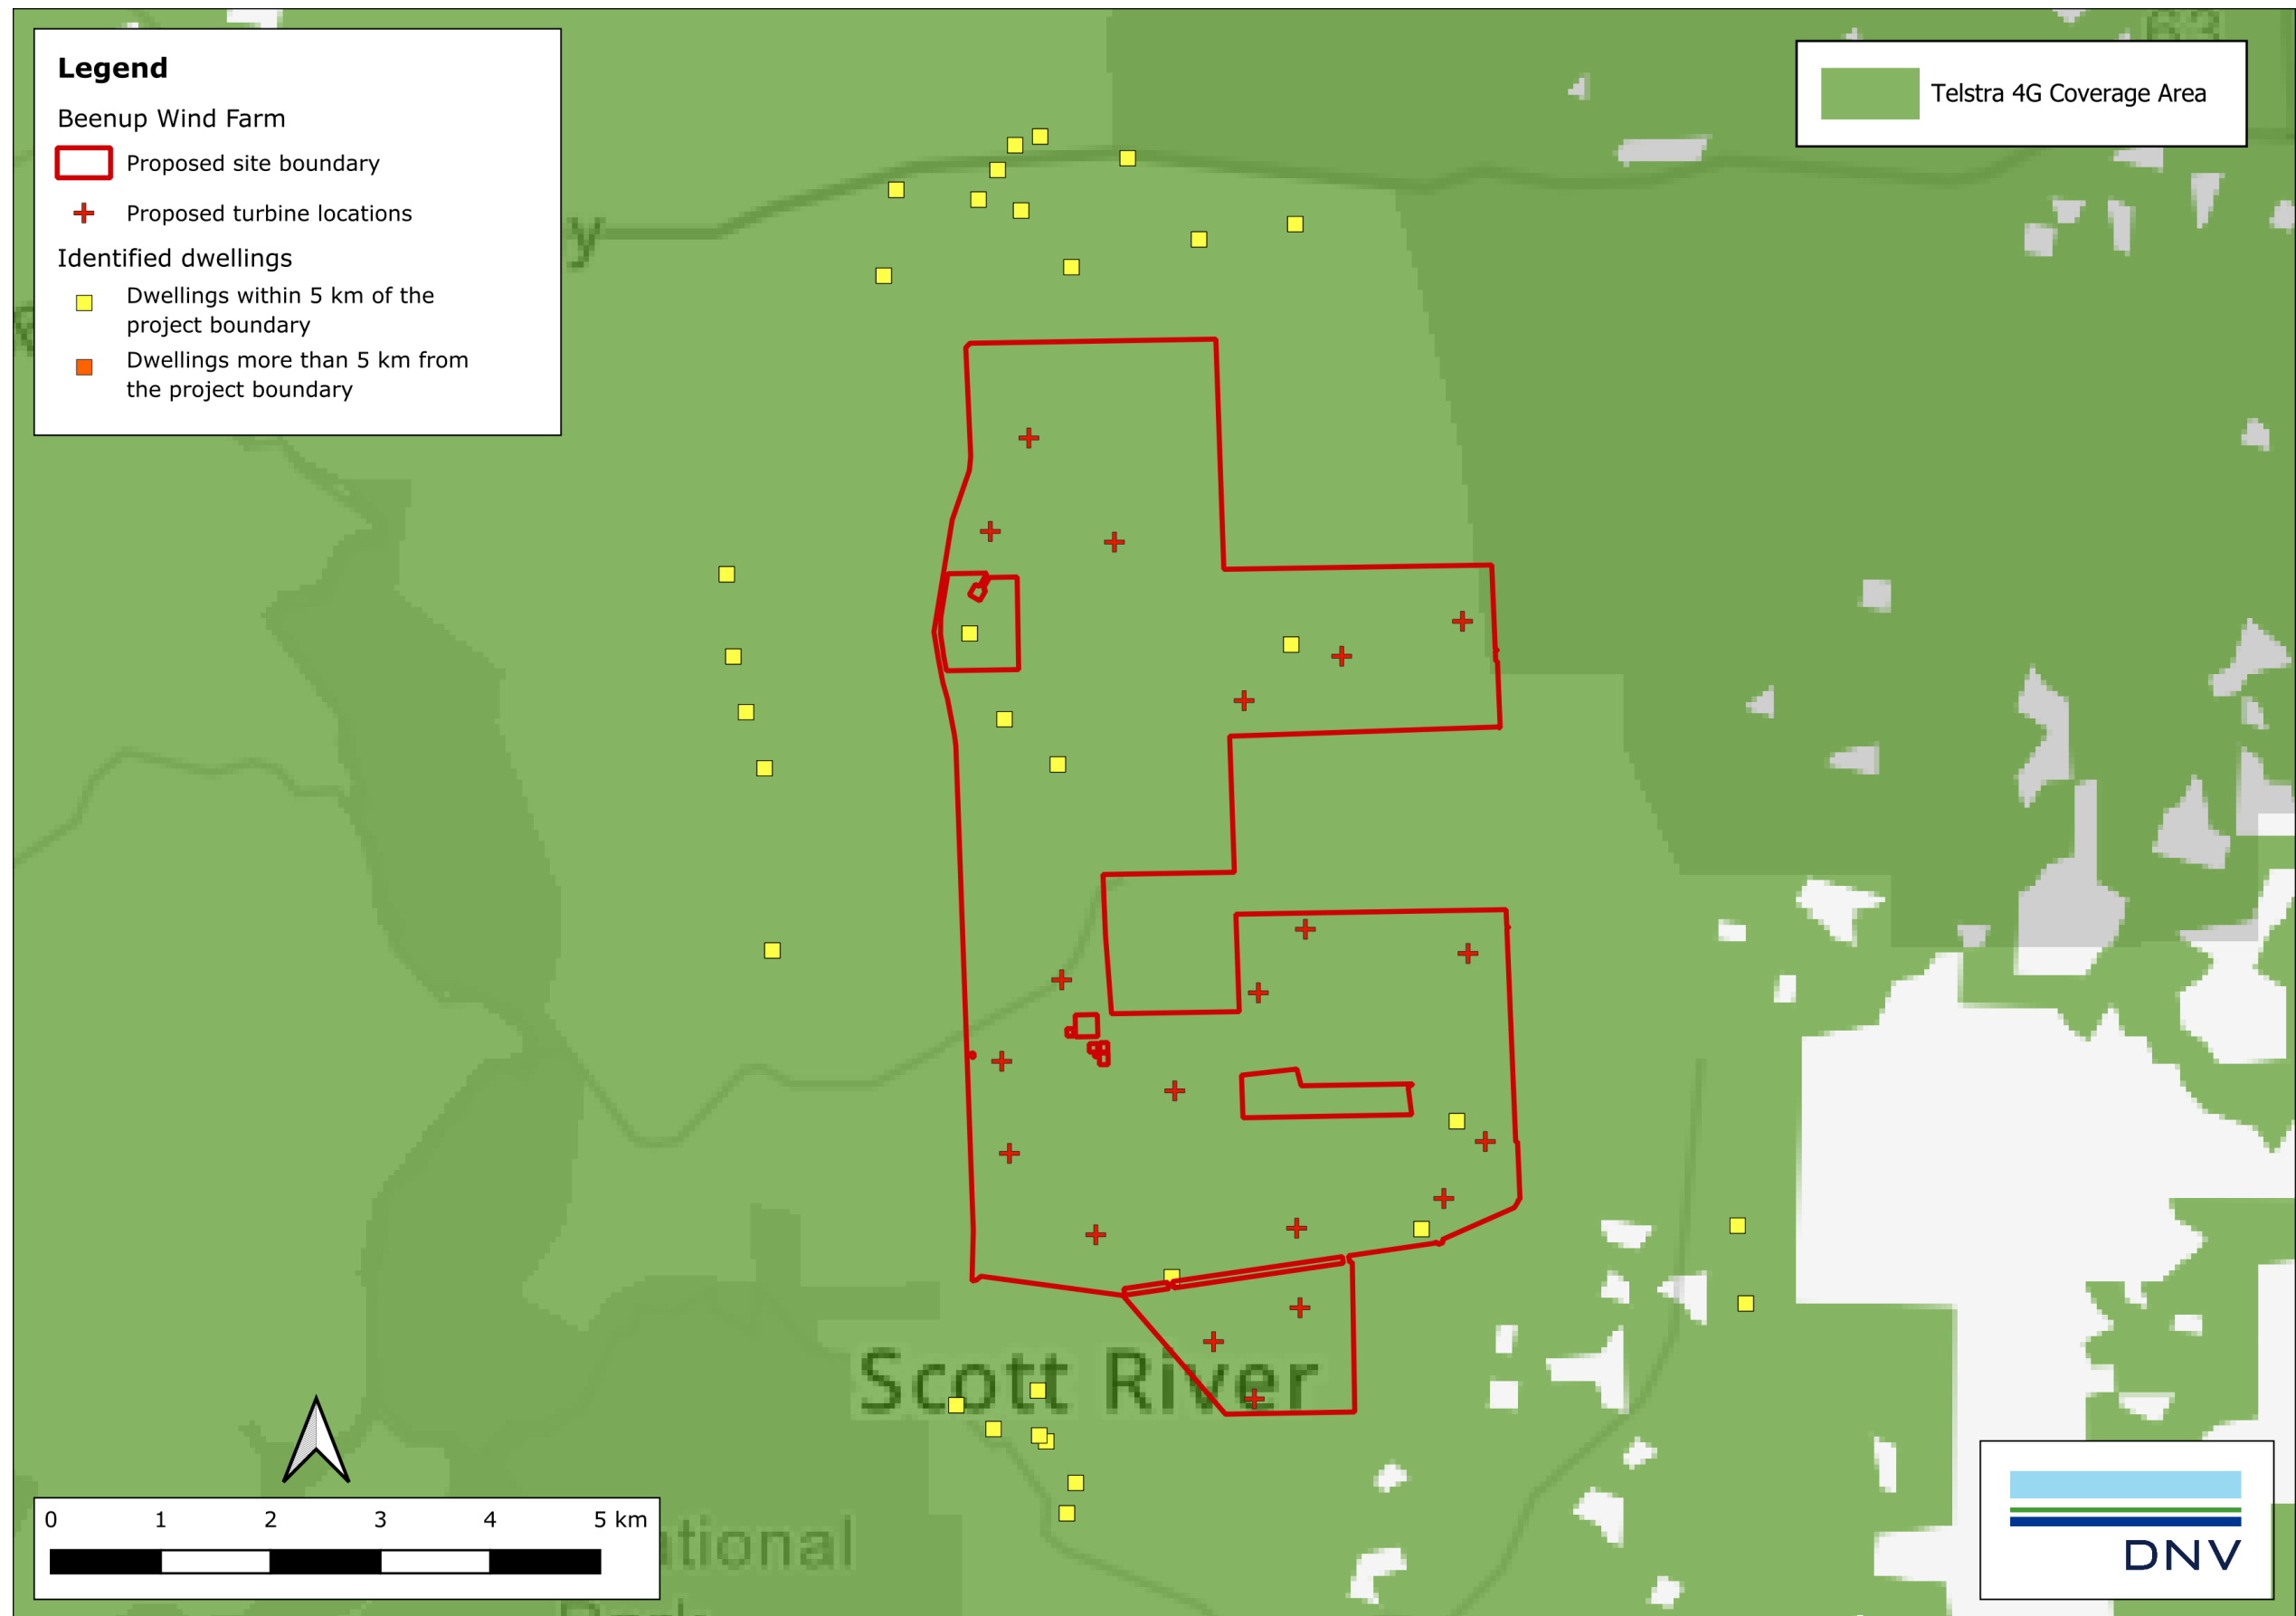 Legend
Beenup Wind Farm
Proposed site boundary
Proposed turbine locations
Identified dwellings
Dwellings within 5 km of the
project boundary
Dwellings more than 5 km from
the project boundary
Telstra 4G Coverage Area
Scott River
0 1 2 3 4 5 km
DNV